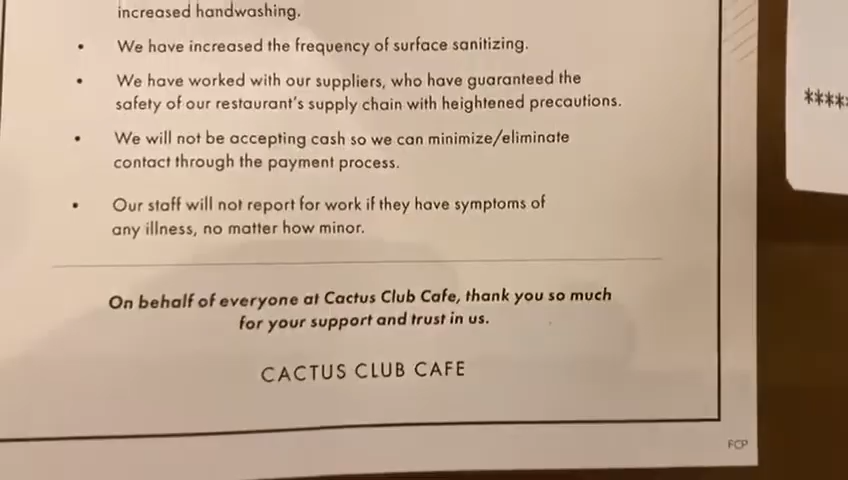 increased handwashing.
• We have increased the frequency of surface sanitizing.
• We have worked with our suppliers, who have guaranteed the
safety of our restaurant's supply chain with heightened precautions.
• We will not be accepting cash so we can minimize/eliminate
contact through the payment process.
• Our staff will not report for work if they have symptoms of
any illness, no matter how minor.
On behalf of everyone at Cactus Club Cafe, thank you so much
for your support and trust in us.
CACTUS CLUB CAFE
FCP
****